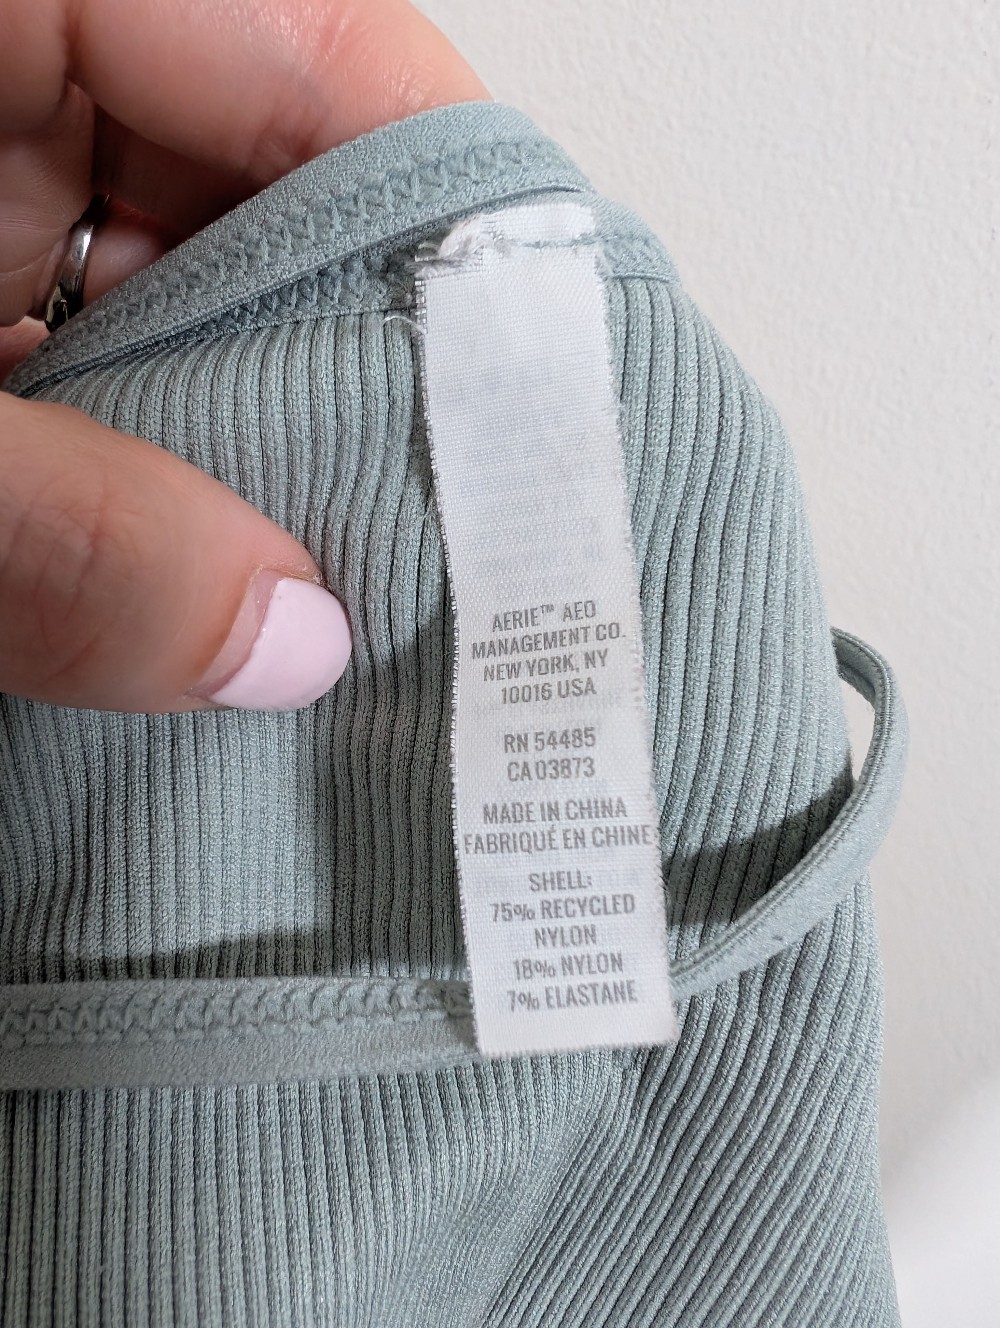 AERIE™ AEO
MANAGEMENT CO.
NEW YORK, NY
10016 USA
RN 54485
CA 03873
MADE IN CHINA
FABRIQUÉ EN CHINE
SHELL:
75% RECYCLED
NYLON
18% NYLON
7% ELASTANE